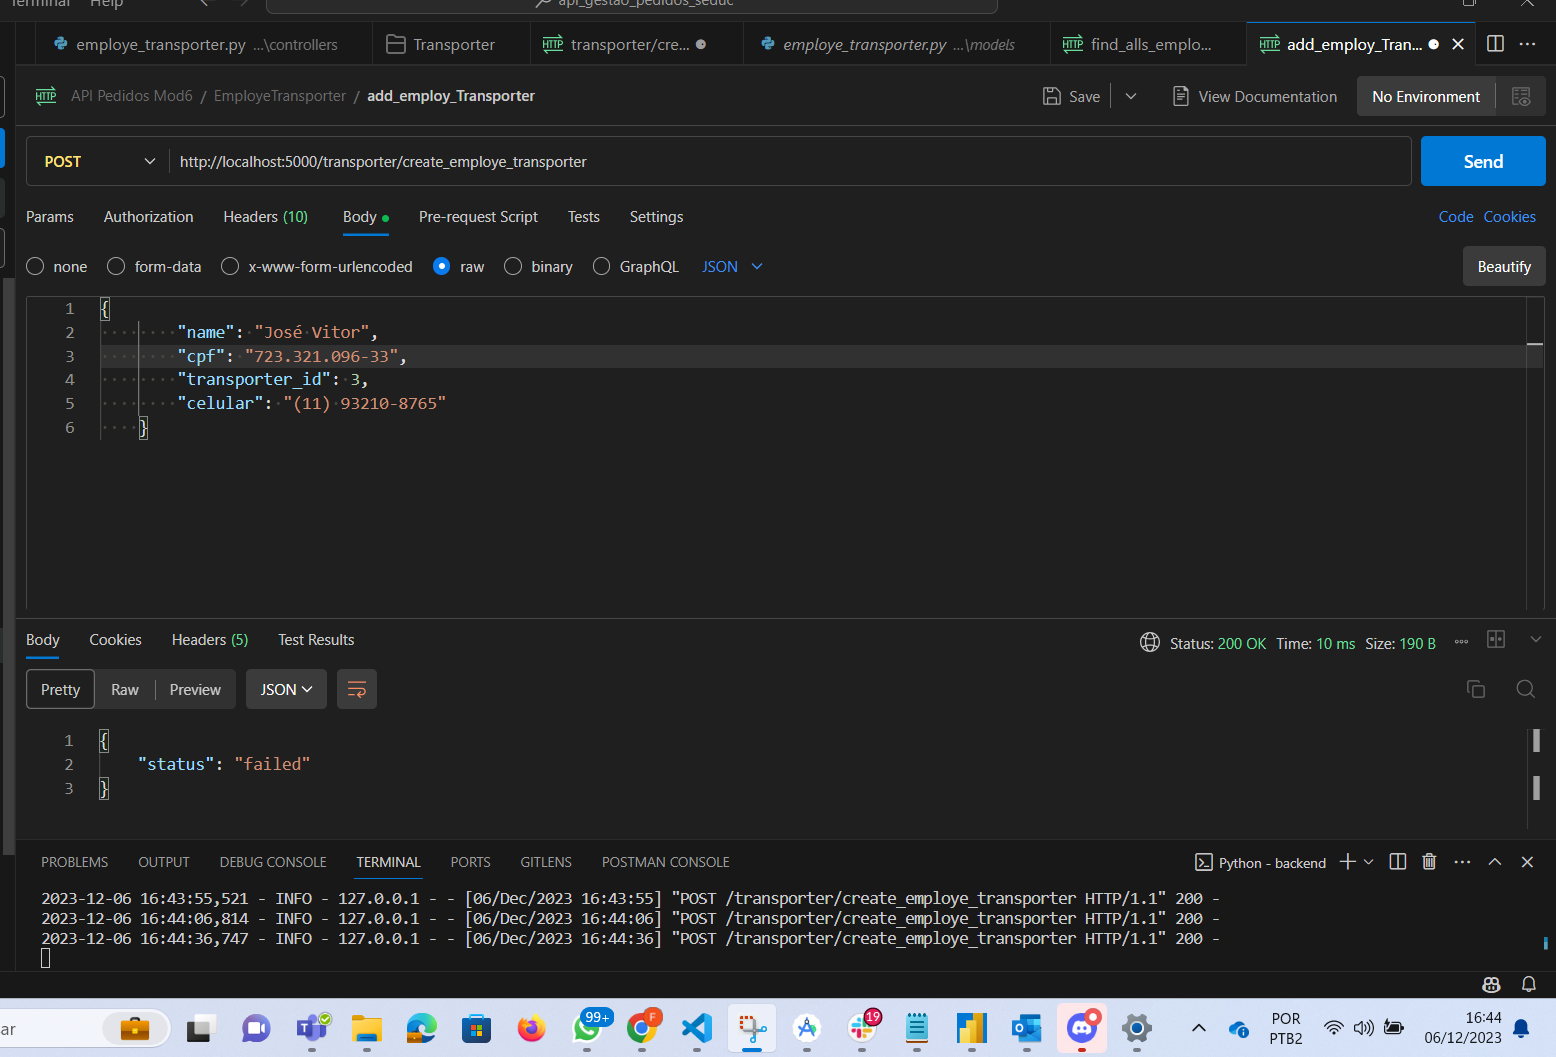 Terminal Help api_gestao_pedidos_seduc
employe_transporter.py ...\controllers Transporter transporter/cre... employe_transporter.py ...\models find_alls_emplo... add_employ_Tran...
API Pedidos Mod6 / EmployeTransporter / add_employ_Transporter Save View Documentation No Environment
POST http://localhost:5000/transporter/create_employe_transporter Send
Params Authorization Headers (10) Body Pre-request Script Tests Settings Code Cookies
none form-data x-www-form-urlencoded raw binary GraphQL JSON Beautify
1 {
2 "name": "José Vitor",
3 "cpf": "723.321.096-33",
4 "transporter_id": 3,
5 "celular": "(11) 93210-8765"
6 }
Body Cookies Headers (5) Test Results Status: 200 OK Time: 10 ms Size: 190 B
Pretty Raw Preview JSON
1 {
2 "status": "failed"
3 }
PROBLEMS OUTPUT DEBUG CONSOLE TERMINAL PORTS GITLENS POSTMAN CONSOLE Python - backend
2023-12-06 16:43:55,521 - INFO - 127.0.0.1 - - [06/Dec/2023 16:43:55] "POST /transporter/create_employe_transporter HTTP/1.1" 200 -
2023-12-06 16:44:06,814 - INFO - 127.0.0.1 - - [06/Dec/2023 16:44:06] "POST /transporter/create_employe_transporter HTTP/1.1" 200 -
2023-12-06 16:44:36,747 - INFO - 127.0.0.1 - - [06/Dec/2023 16:44:36] "POST /transporter/create_employe_transporter HTTP/1.1" 200 -
ar 99+ F 19 POR 16:44
PTB2 06/12/2023